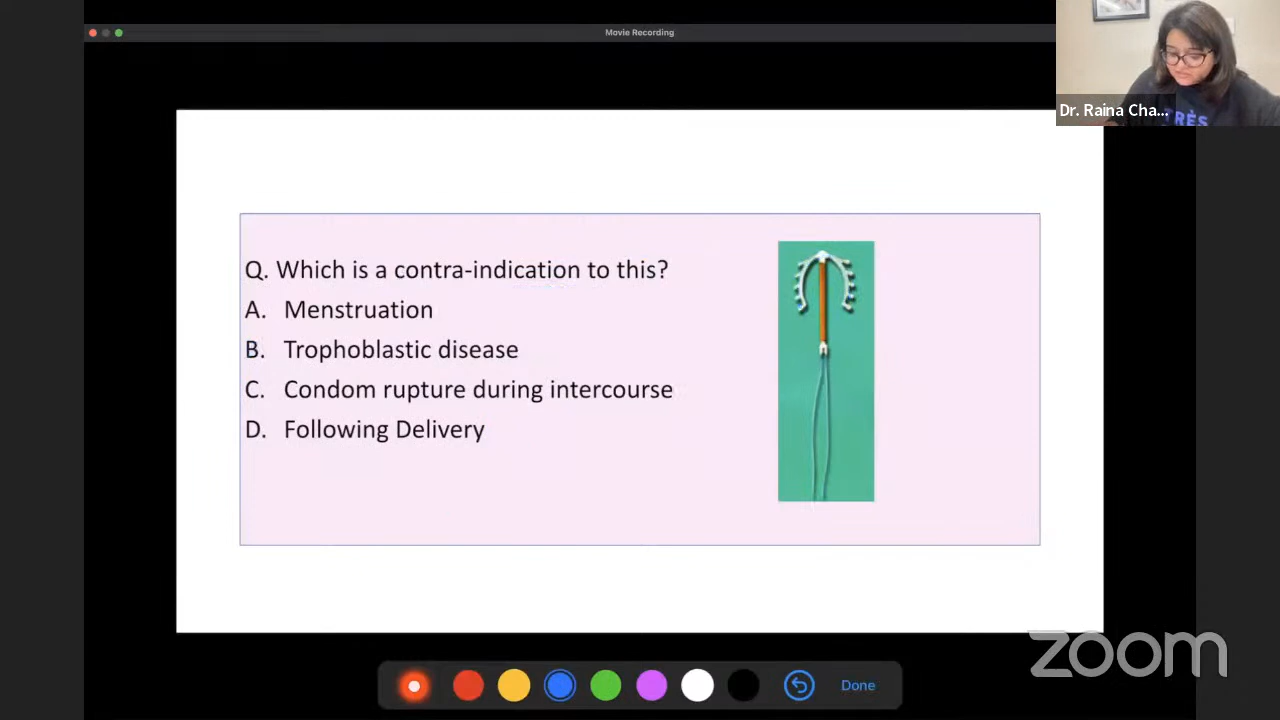 Movie Recording
Dr. Raina Cha...
TRÈS
Q. Which is a contra-indication to this?
A. Menstruation
B. Trophoblastic disease
C. Condom rupture during intercourse
D. Following Delivery
zoom
Done